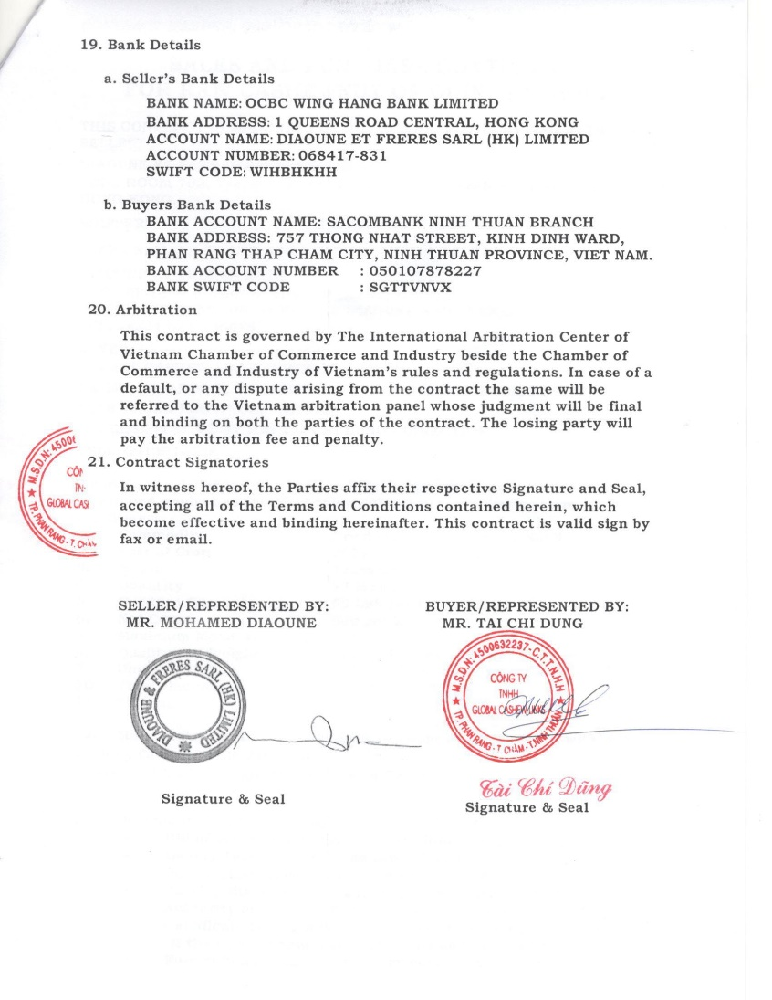 19. Bank Details
a. Seller's Bank Details
BANK NAME: OCBC WING HANG BANK LIMITED
BANK ADDRESS: 1 QUEENS ROAD CENTRAL, HONG KONG
ACCOUNT NAME: DIAOUNE ET FRERES SARL (HK) LIMITED
ACCOUNT NUMBER: 068417-831
SWIFT CODE: WIHBHKHH
b. Buyers Bank Details
BANK ACCOUNT NAME: SACOMBANK NINH THUAN BRANCH
BANK ADDRESS: 757 THONG NHAT STREET, KINH DINH WARD,
PHAN RANG THAP CHAM CITY, NINH THUAN PROVINCE, VIET NAM.
BANK ACCOUNT NUMBER : 050107878227
BANK SWIFT CODE : SGTTVNVX
20. Arbitration
This contract is governed by The International Arbitration Center of
Vietnam Chamber of Commerce and Industry beside the Chamber of
Commerce and Industry of Vietnam's rules and regulations. In case of a
default, or any dispute arising from the contract the same will be
referred to the Vietnam arbitration panel whose judgment will be final
and binding on both the parties of the contract. The losing party will
pay the arbitration fee and penalty.
M.S.D.N: 4500
CÔN
TN
GLOBAL CAS
TP. PHAN RANG - T. CHÀM
21. Contract Signatories
In witness hereof, the Parties affix their respective Signature and Seal,
accepting all of the Terms and Conditions contained herein, which
become effective and binding hereinafter. This contract is valid sign by
fax or email.
SELLER/REPRESENTED BY:
MR. MOHAMED DIAOUNE
DIAOUNE & FRERES SARL (HK) LIMITED
Signature & Seal
BUYER/REPRESENTED BY:
MR. TAI CHI DUNG
M.S.D.N: 4500632237-C.T.T.N.H.H
CÔNG TY
TNHH
GLOBAL CASHEW LINKS
TP. PHAN RANG - T CHÀM - T.NINH THUẬN
Tài Chí Dũng
Signature & Seal